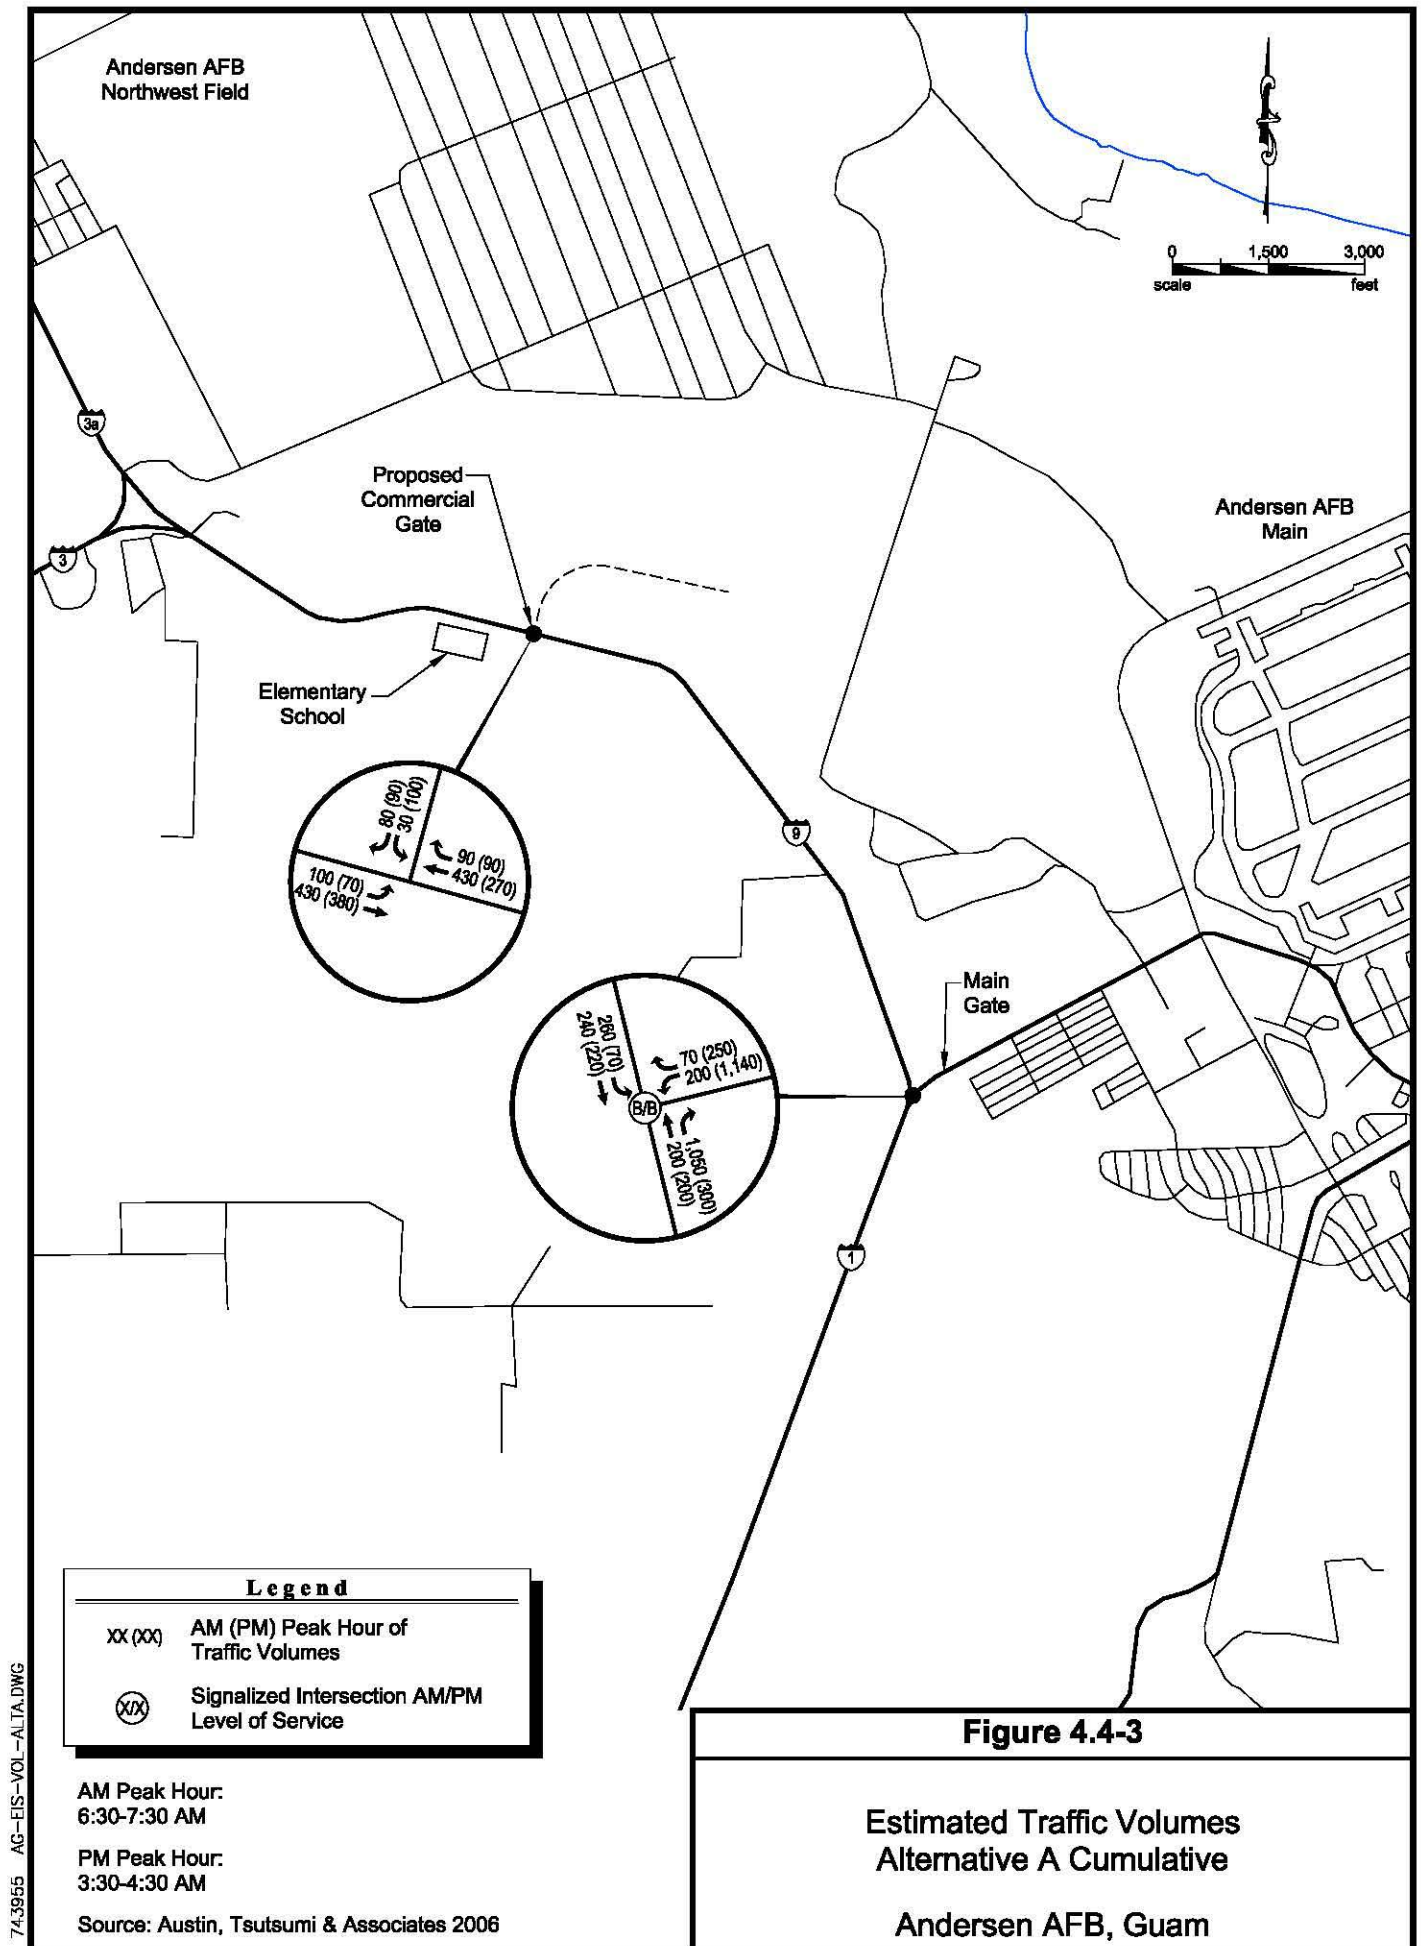 Andersen AFB
Northwest Field
0 1,500 3,000
scale feet
3a
Proposed
Commercial
Gate
Andersen AFB
Main
3
Elementary
School
80 (90)
30 (100)
90 (90)
430 (270)
100 (70)
430 (380)
9
Main
Gate
260 (70)
240 (220)
70 (250)
200 (1,140)
B/B
1,050 (300)
200 (200)
1
Legend
XX (XX) AM (PM) Peak Hour of
Traffic Volumes
X/X Signalized Intersection AM/PM
Level of Service
AM Peak Hour:
6:30-7:30 AM
PM Peak Hour:
3:30-4:30 AM
Source: Austin, Tsutsumi & Associates 2006
743955 AG-EIS-VOL-ALTA.DWG
Figure 4.4-3
Estimated Traffic Volumes
Alternative A Cumulative
Andersen AFB, Guam